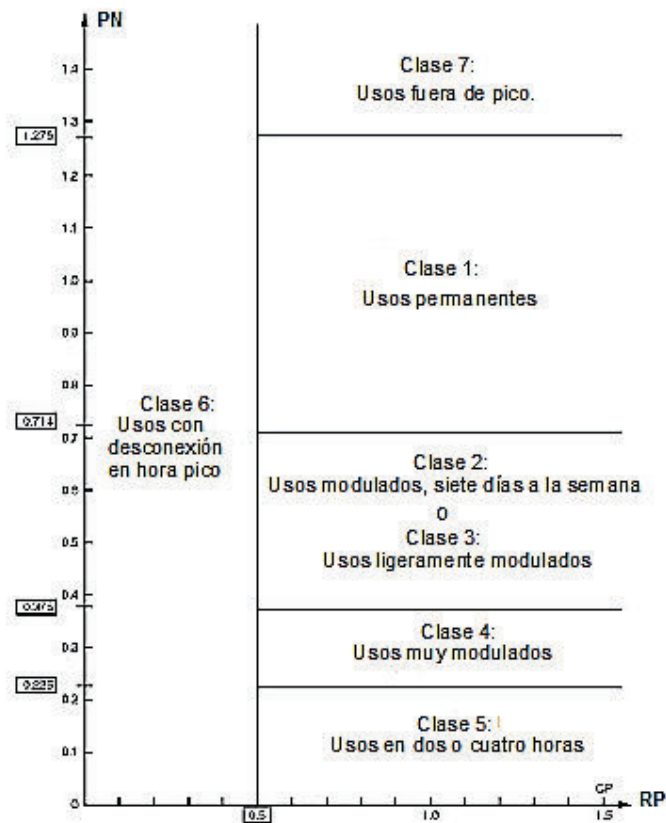 PN
1.4
Clase 7:
Usos fuera de pico.
1.3
1.275
1.2
1.1
Clase 1:
1.0
Usos permanentes
0.9
0.8
Clase 6:
0.714
Usos con
desconexión
en hora pico
0.7
Clase 2:
Usos modulados, siete días a la semana
0.6
O
Clase 3:
0.5
Usos ligeramente modulados
0.4
0.375
Clase 4:
0.3
Usos muy modulados
0.225
0.2
Clase 5:
Usos en dos o cuatro horas
0.1
CP
RP
0
0.5
1.0
1.5